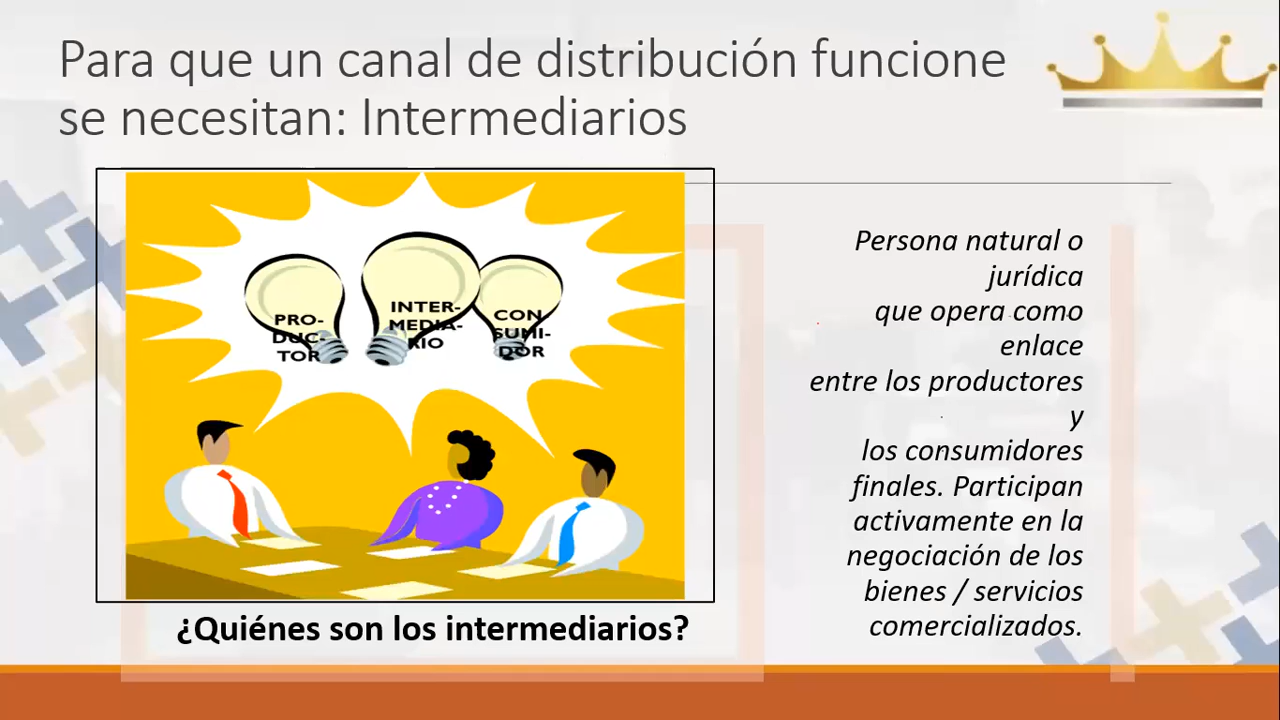 Para que un canal de distribución funcione
se necesitan: Intermediarios
PRO-
DUC-
TOR
INTER-
MEDIA-
RIO
CON
SUMI-
DOR
¿Quiénes son los intermediarios?
Persona natural o
jurídica
que opera como
enlace
entre los productores
y
los consumidores
finales. Participan
activamente en la
negociación de los
bienes / servicios
comercializados.